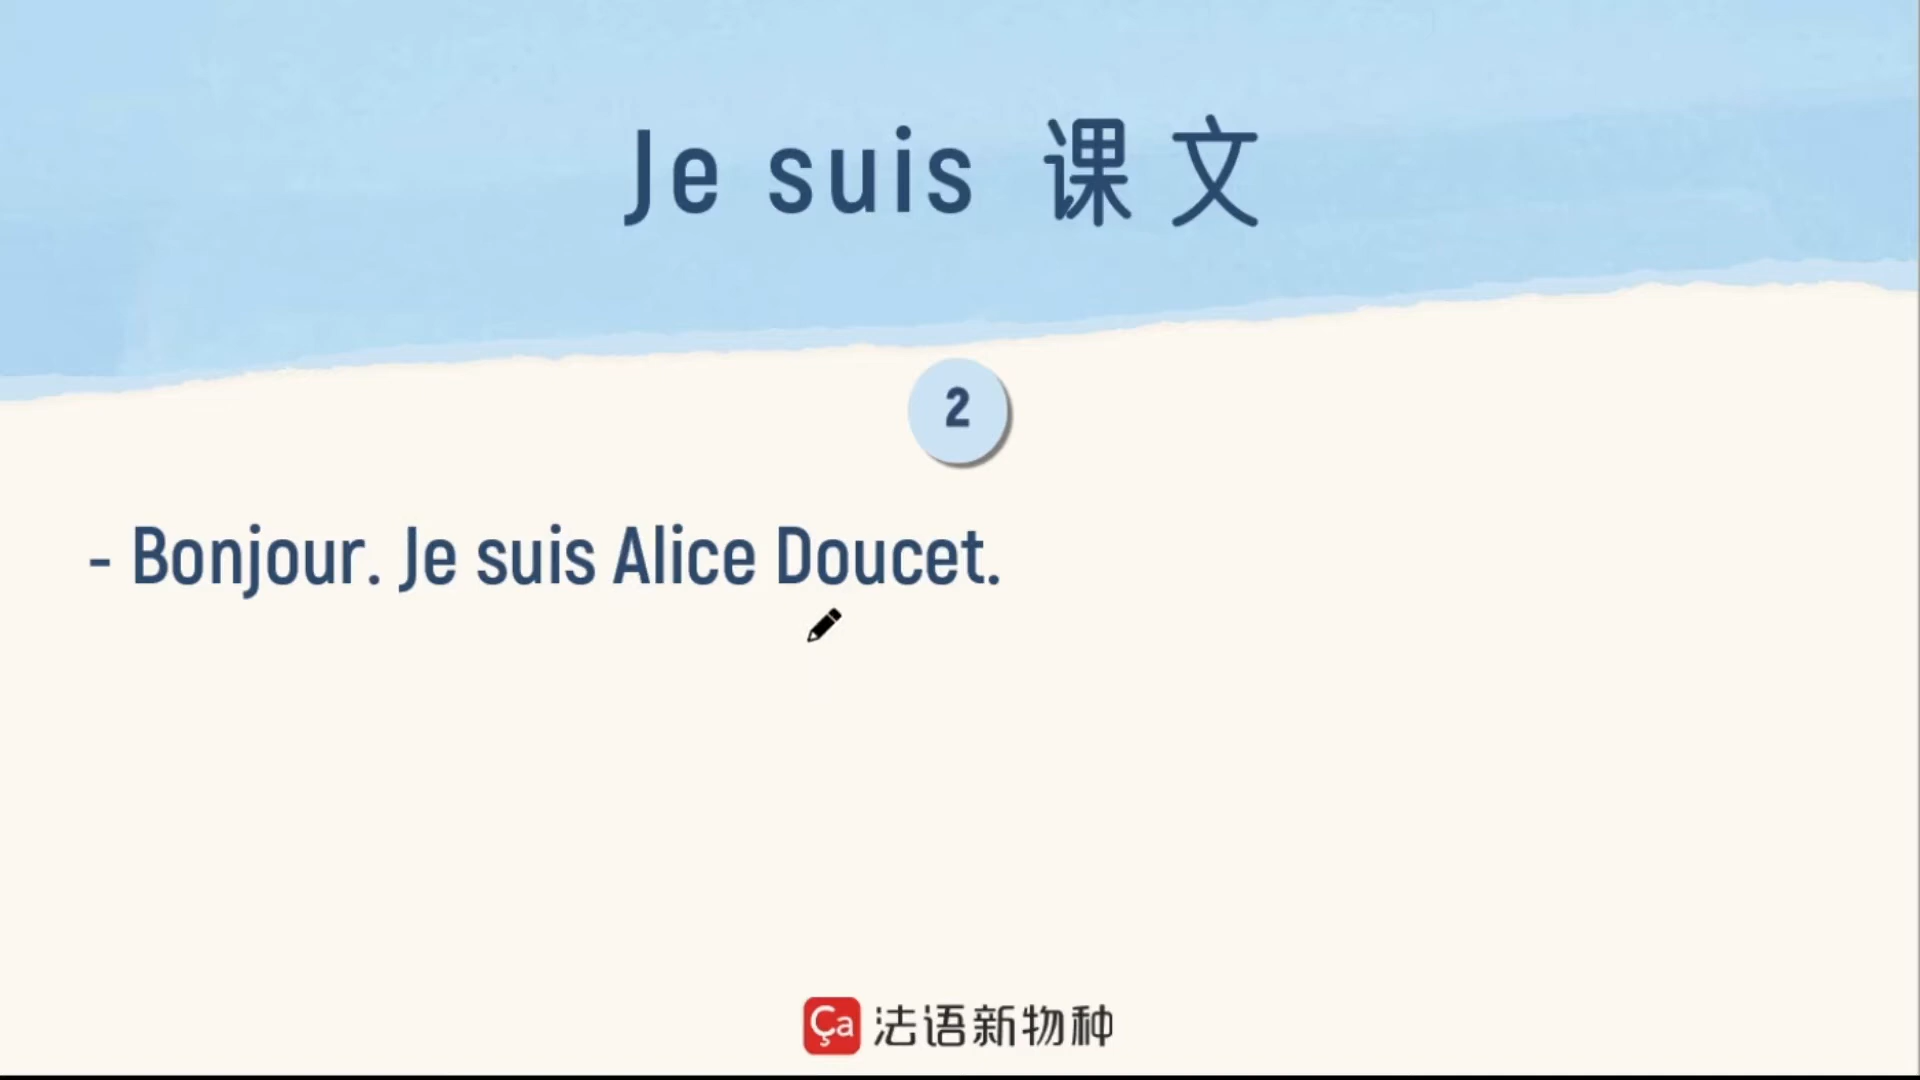 Je suis 课文
2
- Bonjour. Je suis Alice Doucet.
Ça 法语新物种